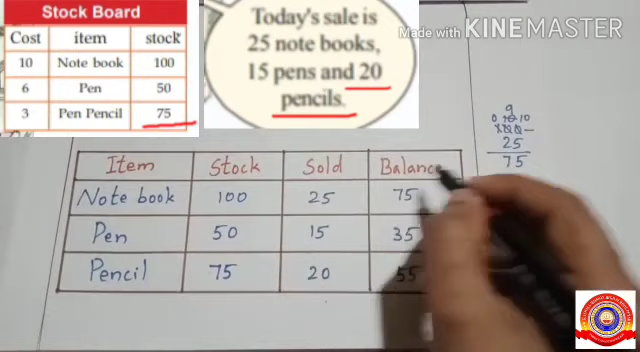 Stock Board
Cost item stock
10 Note book 100
6 Pen 50
3 Pen Pencil 75
Today's sale is
25 note books,
15 pens and 20
pencils.
Made with KINEMASTER
25
75
Item Stock Sold Balance
Note book 100 25 75
Pen 50 15 35
Pencil 75 20 55